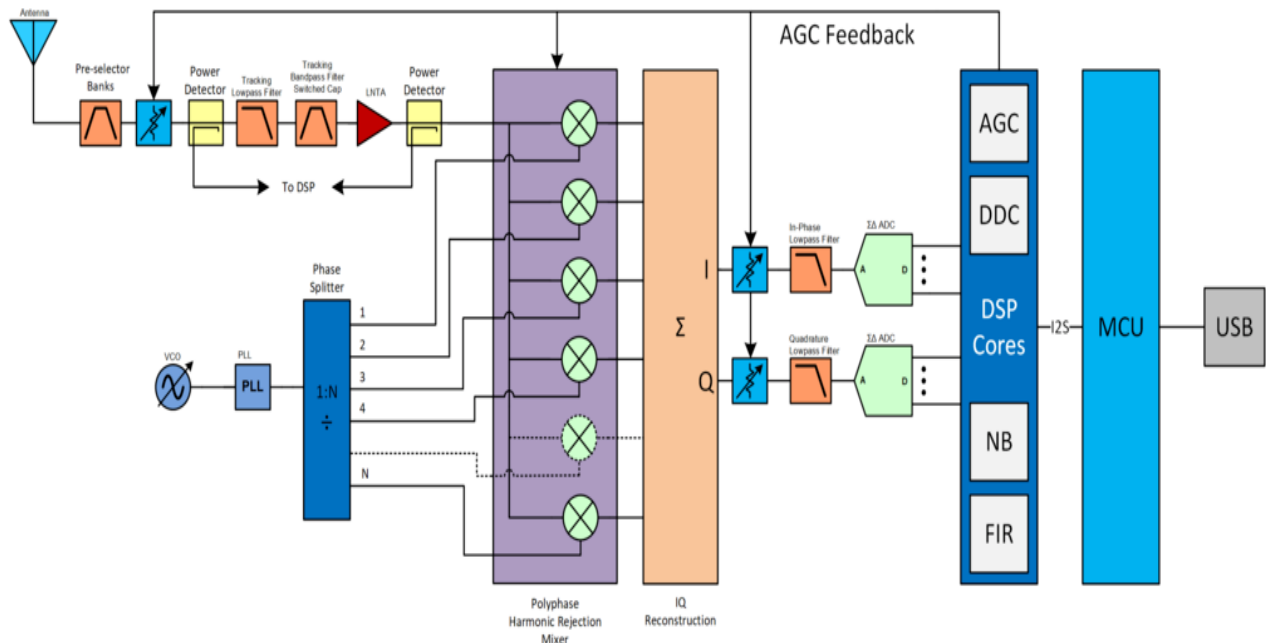 Antenna
AGC Feedback
Pre-selector
Banks
Power
Detector
Tracking
Lowpass Filter
Tracking
Bandpass Filter
Switched Cap
LNTA
Power
Detector
To DSP
Phase
Splitter
VCO
PLL
PLL
1:N
÷
1
2
3
4
N
Polyphase
Harmonic Rejection
Mixer
Σ
I
Q
IQ
Reconstruction
In-Phase
Lowpass Filter
ΣΔ ADC
A
D
Quadrature
Lowpass Filter
ΣΔ ADC
A
D
AGC
DDC
DSP
Cores
NB
FIR
I2S
MCU
USB